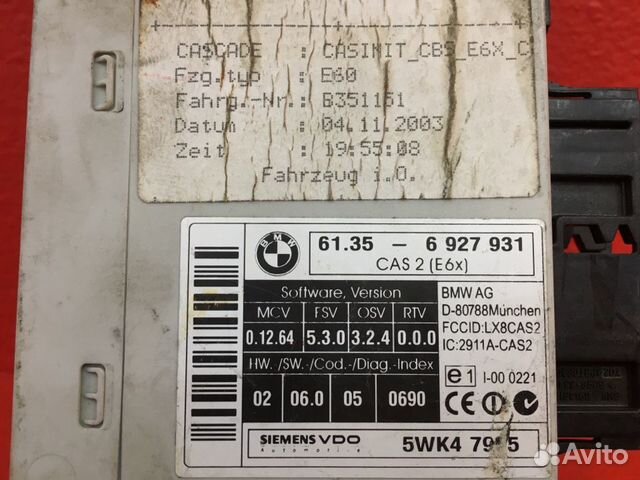 CASCADE : CASINIT_CBS_E6X_C
Fzg.typ : E60
Fahrg.-Nr.: B351161
Datum : 04.11.2003
Zeit : 19:55:08
Fahrzeug i.O.
BMW
61.35 - 6 927 931
CAS 2 (E6x)
Software, Version
MCV FSV OSV RTV
0.12.64 5.3.0 3.2.4 0.0.0
HW. /SW./Cod./Diag.-Index
02 06.0 05 0690
BMW AG
D-80788München
FCCID:LX8CAS2
IC:2911A-CAS2
e1 I-00 0221
CE
SIEMENS VDO
Automotive
5WK4
Avito